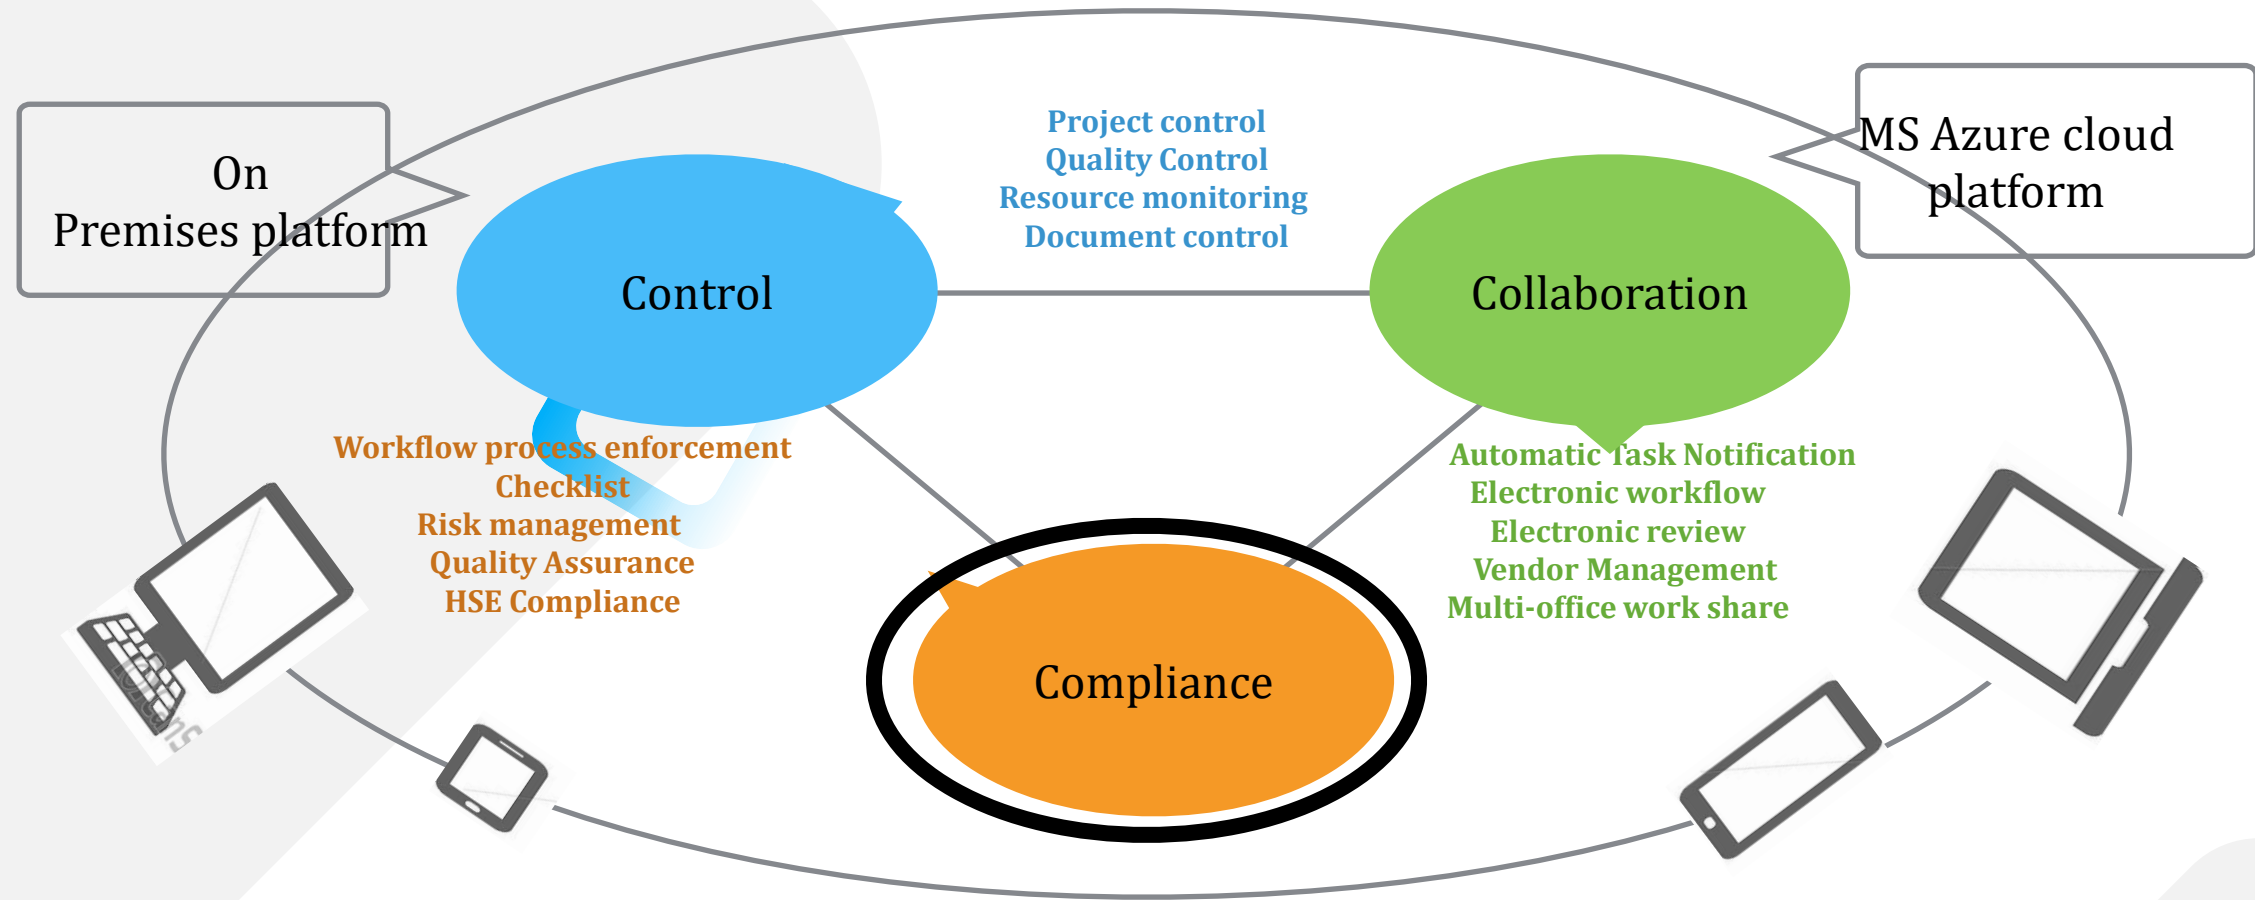 On
Premises platform
MS Azure cloud
platform
Project control
Quality Control
Resource monitoring
Document control
Control
Collaboration
Workflow process enforcement
Checklist
Risk management
Quality Assurance
HSE Compliance
Automatic Task Notification
Electronic workflow
Electronic review
Vendor Management
Multi-office work share
Compliance